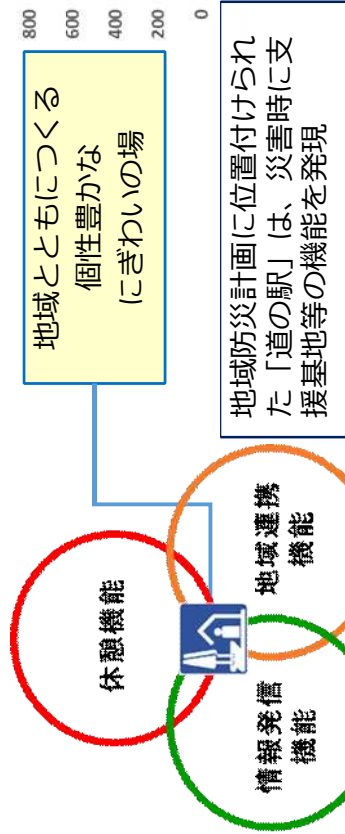 休憩機能
情報発信
機能
地域連携
機能
地域とともにつくる
個性豊かな
にぎわいの場
地域防災計画に位置付けられ
た「道の駅」は、災害時に支
援基地等の機能を発現
800
600
400
200
0